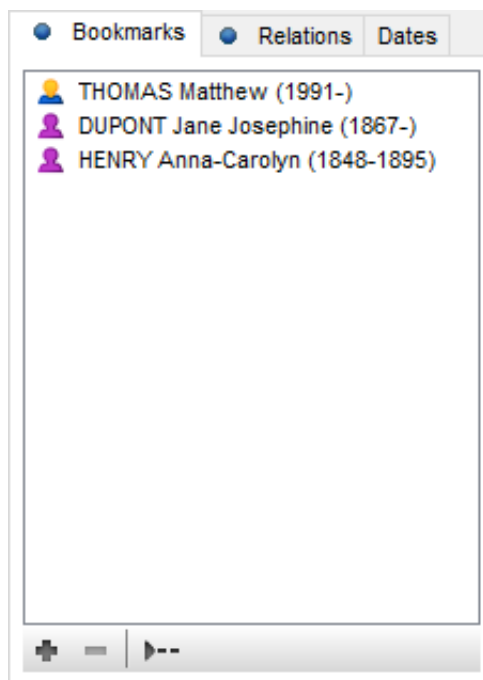 Bookmarks Relations Dates
THOMAS Matthew (1991-)
DUPONT Jane Josephine (1867-)
HENRY Anna-Carolyn (1848-1895)